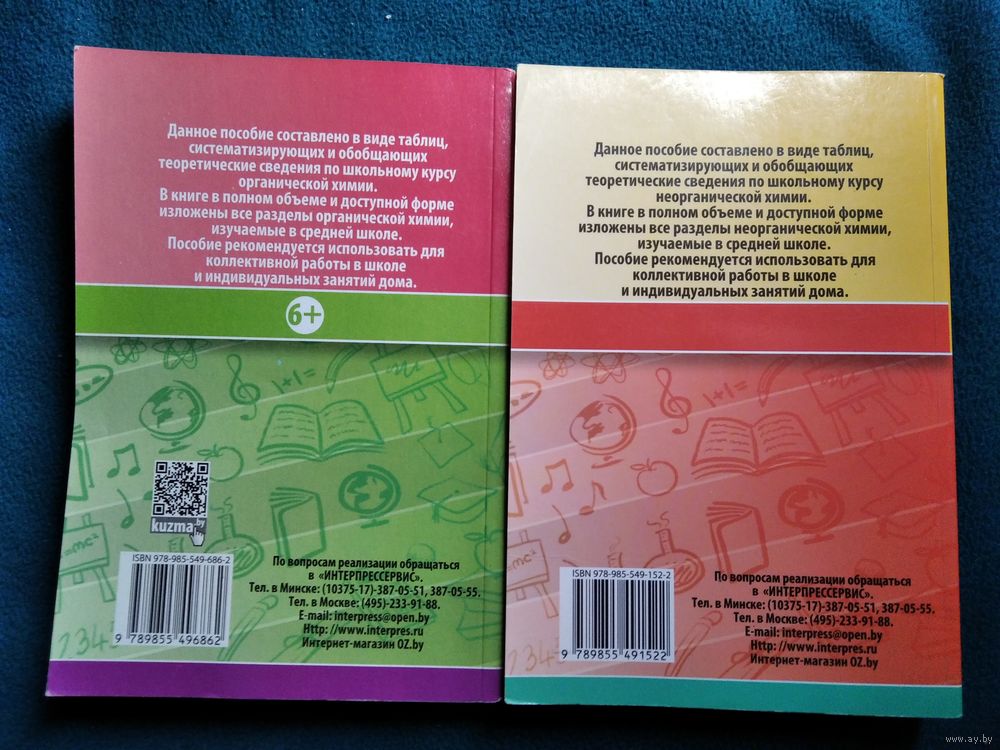 Данное пособие составлено в виде таблиц,
систематизирующих и обобщающих
теоретические сведения по школьному курсу
органической химии.
В книге в полном объеме и доступной форме
изложены все разделы органической химии,
изучаемые в средней школе.
Пособие рекомендуется использовать для
коллективной работы в школе
и индивидуальных занятий дома.
6+
1+1=
=mc²
kuzma.by
ISBN 978-985-549-686-2
9 789855 496862
По вопросам реализации обращаться
в «ИНТЕРПРЕССЕРВИС».
Тел. в Минске: (10375-17)-387-05-51, 387-05-55.
Тел. в Москве: (495)-233-91-88.
E-mail: interpress@open.by
Http: //www.interpres.ru
Интернет-магазин OZ.by
234
Данное пособие составлено в виде таблиц,
систематизирующих и обобщающих
теоретические сведения по школьному курсу
неорганической химии.
В книге в полном объеме и доступной форме
изложены все разделы неорганической химии,
изучаемые в средней школе.
Пособие рекомендуется использовать для
коллективной работы в школе
и индивидуальных занятий дома.
1+1=
=mc²
ISBN 978-985-549-152-2
9 789855 491522
По вопросам реализации обращаться
в «ИНТЕРПРЕССЕРВИС».
Тел. в Минске: (10375-17)-387-05-51, 387-05-55.
Тел. в Москве: (495)-233-91-88.
E-mail: interpress@open.by
Http: //www.interpres.ru
Интернет-магазин OZ.by
234
www.ay.by